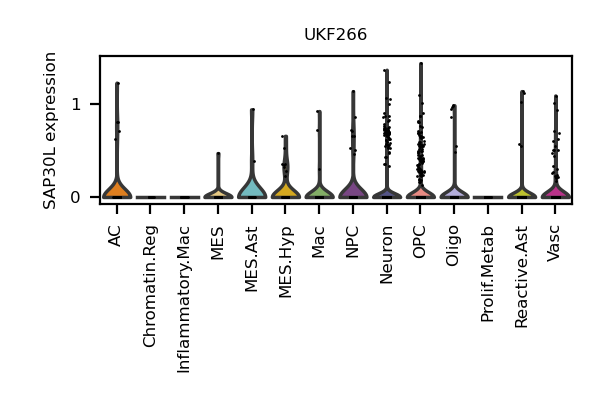 UKF266
SAP30L expression
1
0
AC
Chromatin.Reg
Inflammatory.Mac
MES
MES.Ast
MES.Hyp
Mac
NPC
Neuron
OPC
Oligo
Prolif.Metab
Reactive.Ast
Vasc